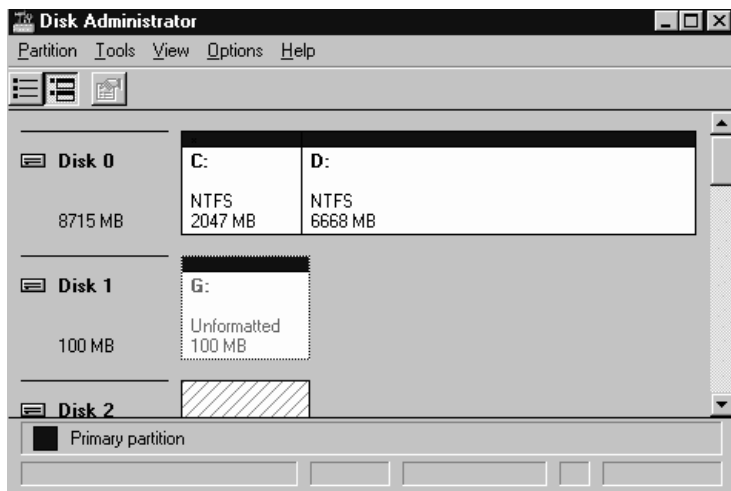 Disk Administrator
Partition Tools View Options Help
Disk 0
8715 MB
C:
NTFS
2047 MB
D:
NTFS
6668 MB
Disk 1
100 MB
G:
Unformatted
100 MB
Disk 2
Primary partition